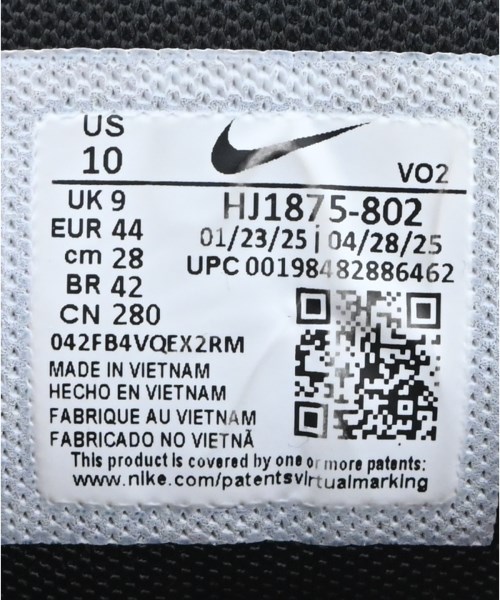 US
10
VO2
UK 9
HJ1875-802
EUR 44
01/23/25 | 04/28/25
cm 28
UPC 00198482886462
BR 42
CN 280
042FB4VQEX2RM
MADE IN VIETNAM
HECHO EN VIETNAM
FABRIQUE AU VIETNAM
FABRICADO NO VIETNÃ
This product is covered by one or more patents:
www.nike.com/patentsvirtualmarking